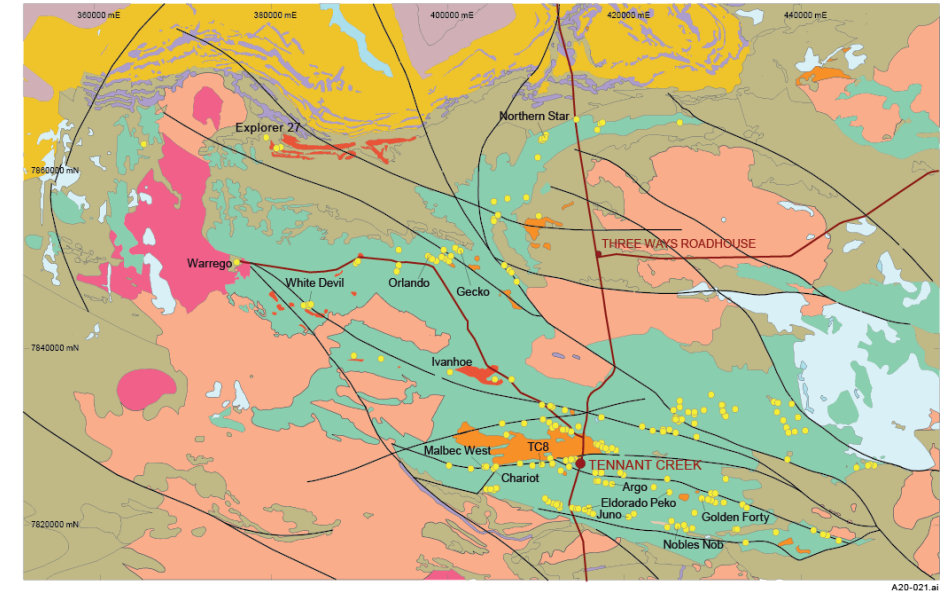 360000 mE
380000 mE
400000 mE
420000 mE
440000 mE
Northern Star
Explorer 27
7860000 mN
THREE WAYS ROADHOUSE
Warrego
White Devil
Orlando
Gecko
7840000 mN
Ivanhoe
TC8
Malbec West
TENNANT CREEK
Chariot
Argo
Eldorado Peko
Juno
Golden Forty
7820000 mN
Nobles Nob
A20-021.ai